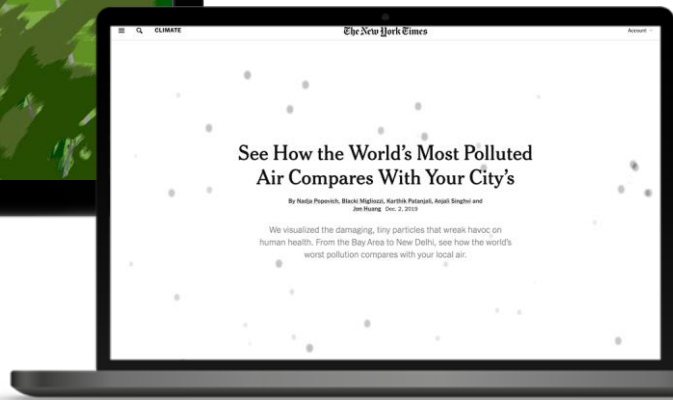 CLIMATE
The New York Times
Account
See How the World's Most Polluted
Air Compares With Your City's
By Nadja Popovich, Blacki Migliozzi, Karthik Patanjali, Anjali Singhvi and
Jon Huang Dec. 2, 2019
We visualized the damaging, tiny particles that wreak havoc on
human health. From the Bay Area to New Delhi, see how the world's
worst pollution compares with your local air.